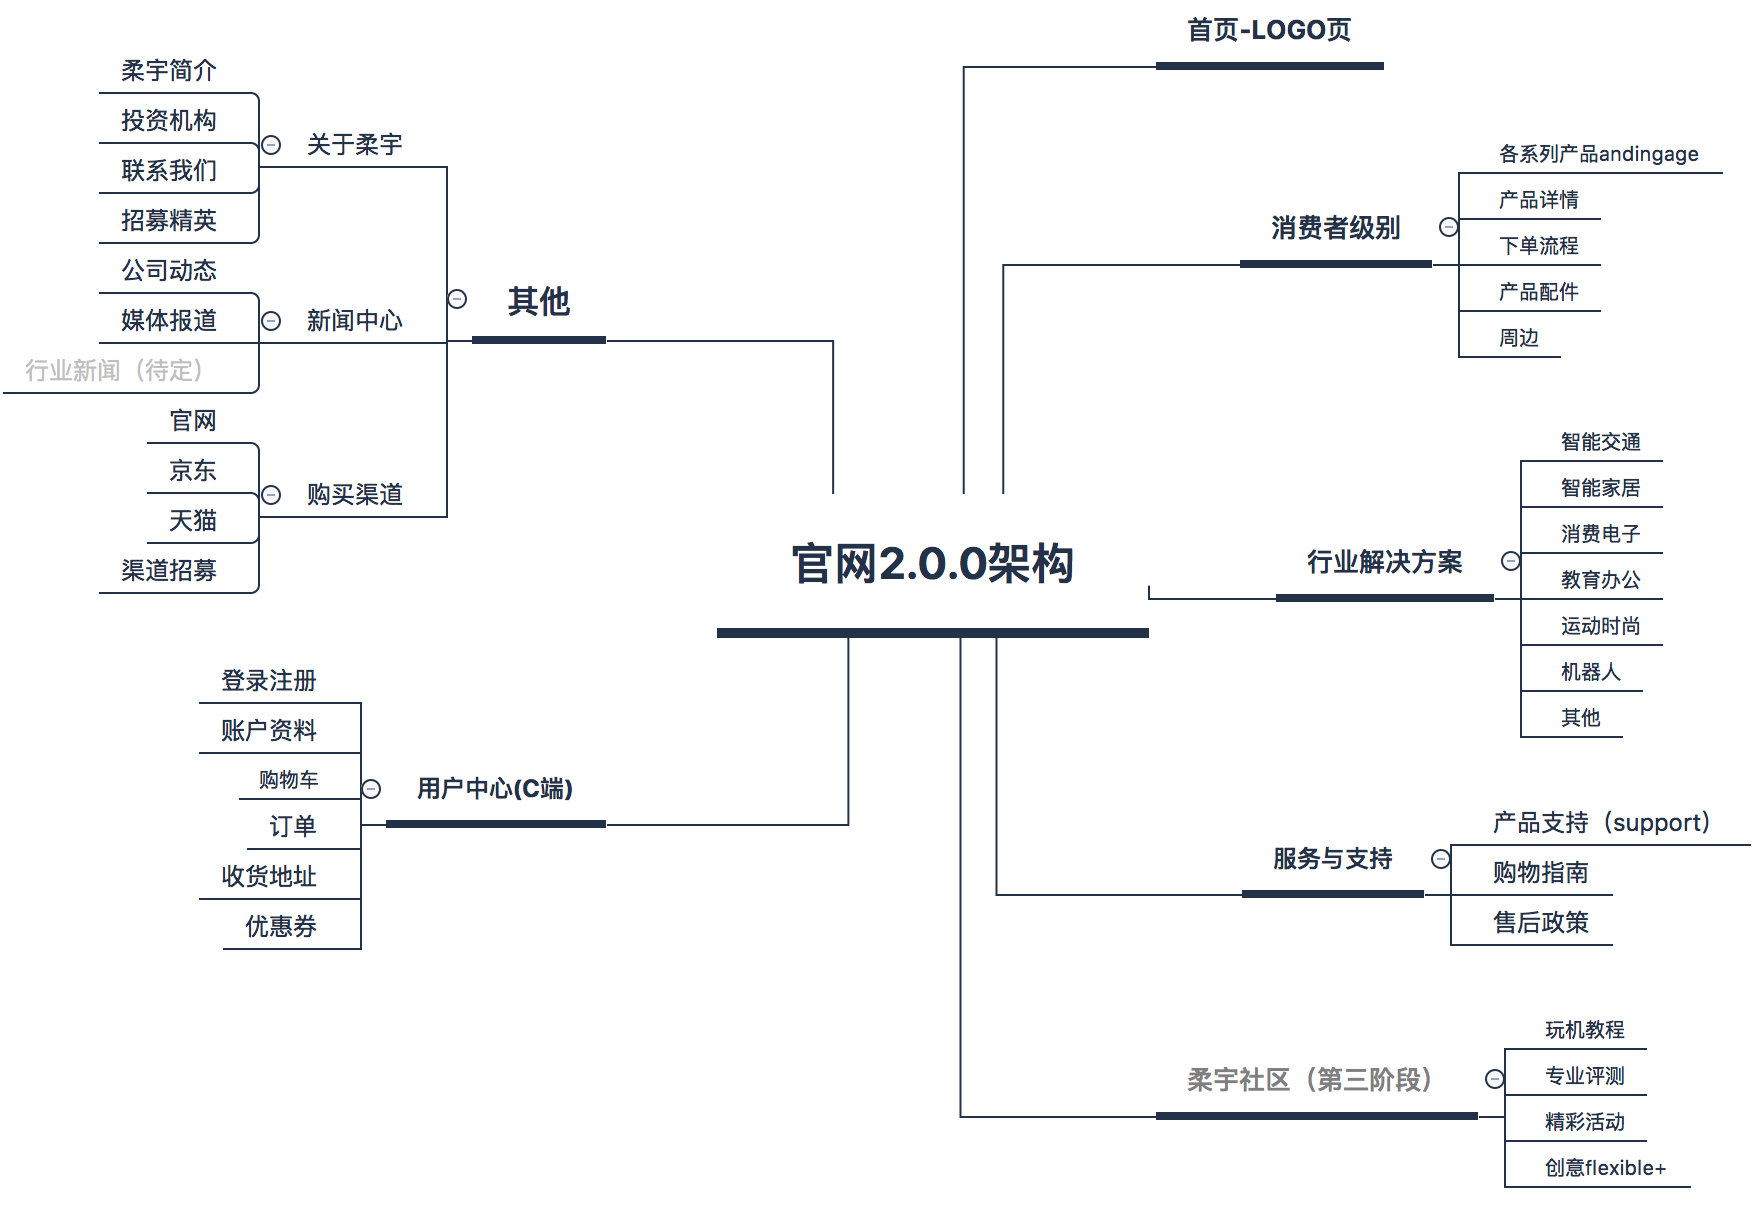 官网2.0.0架构
首页-LOGO页
消费者级别
各系列产品andingage
产品详情
下单流程
产品配件
周边
行业解决方案
智能交通
智能家居
消费电子
教育办公
运动时尚
机器人
其他
服务与支持
产品支持（support）
购物指南
售后政策
柔宇社区（第三阶段）
玩机教程
专业评测
精彩活动
创意flexible+
其他
关于柔宇
柔宇简介
投资机构
联系我们
招募精英
新闻中心
公司动态
媒体报道
行业新闻（待定）
购买渠道
官网
京东
天猫
渠道招募
用户中心(C端)
登录注册
账户资料
购物车
订单
收货地址
优惠券